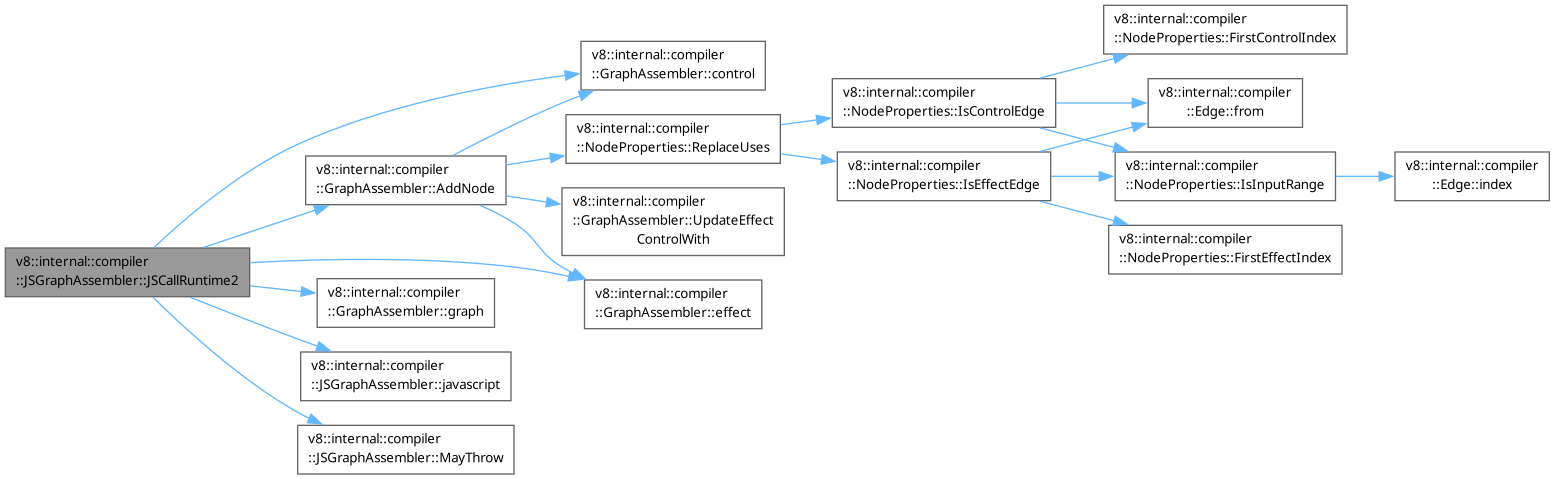 v8::internal::compiler
::JSGraphAssembler::JSCallRuntime2
v8::internal::compiler
::GraphAssembler::control
v8::internal::compiler
::GraphAssembler::AddNode
v8::internal::compiler
::NodeProperties::ReplaceUses
v8::internal::compiler
::NodeProperties::IsControlEdge
v8::internal::compiler
::NodeProperties::FirstControlIndex
v8::internal::compiler
::Edge::from
v8::internal::compiler
::NodeProperties::IsInputRange
v8::internal::compiler
::Edge::index
v8::internal::compiler
::NodeProperties::IsEffectEdge
v8::internal::compiler
::NodeProperties::FirstEffectIndex
v8::internal::compiler
::GraphAssembler::UpdateEffect
ControlWith
v8::internal::compiler
::GraphAssembler::effect
v8::internal::compiler
::GraphAssembler::graph
v8::internal::compiler
::JSGraphAssembler::javascript
v8::internal::compiler
::JSGraphAssembler::MayThrow